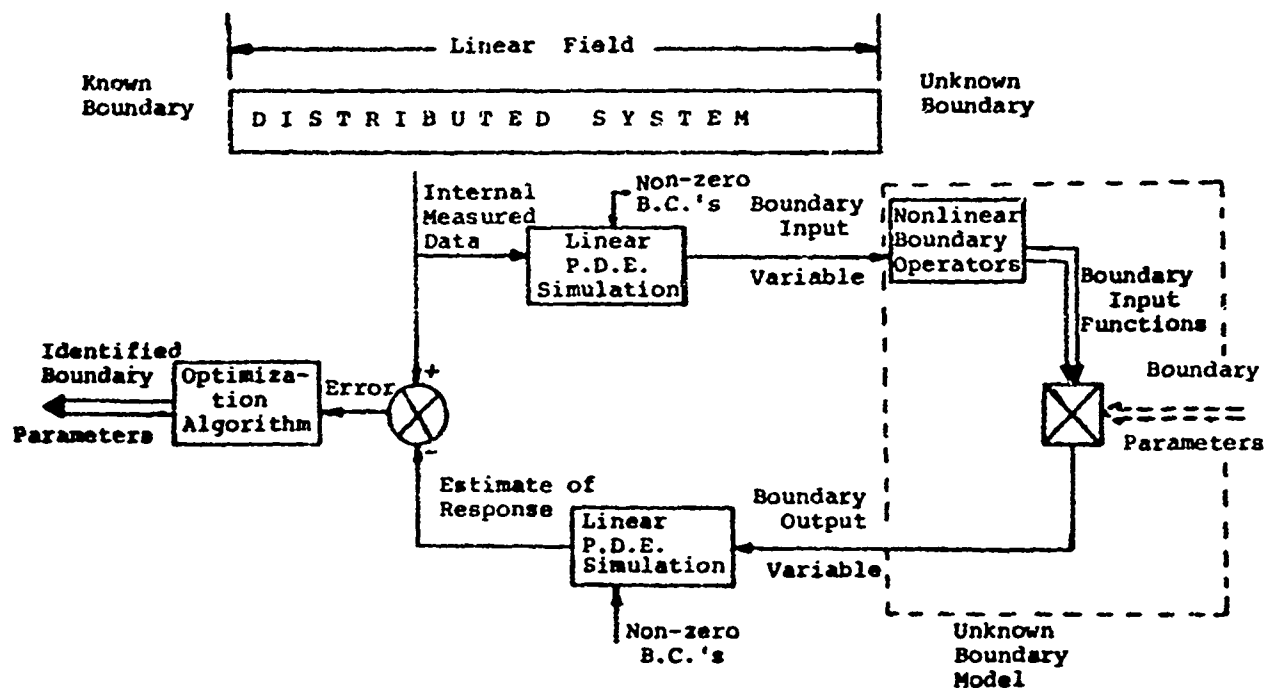 Linear Field
Known
Boundary
Unknown
Boundary
DISTRIBUTED SYSTEM
Internal
Measured
Data
Non-zero
B.C.'s
Linear
P.D.E.
Simulation
Boundary
Input
Variable
Nonlinear
Boundary
Operators
Boundary
Input
Functions
Identified
Boundary
Parameters
Optimiza-
tion
Algorithm
Error
+
-
Boundary
Parameters
Estimate of
Response
Linear
P.D.E.
Simulation
Boundary
Output
Variable
Non-zero
B.C.'s
Unknown
Boundary
Model